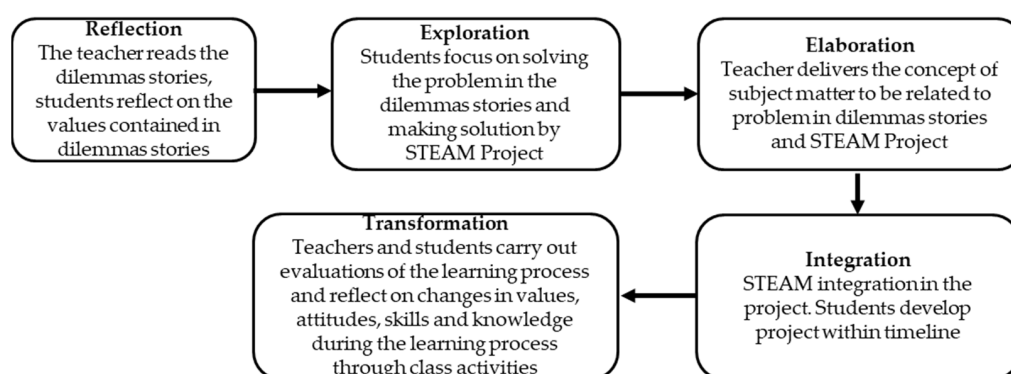 Reflection
The teacher reads the
dilemmas stories,
students reflect on the
values contained in
dilemmas stories
Exploration
Students focus on solving
the problem in the
dilemmas stories and
making solution by
STEAM Project
Elaboration
Teacher delivers the concept of
subject matter to be related to
problem in dilemmas stories
and STEAM Project
Integration
STEAM integration in the
project. Students develop
project within timeline
Transformation
Teachers and students carry out
evaluations of the learning process
and reflect on changes in values,
attitudes, skills and knowledge
during the learning process
through class activities